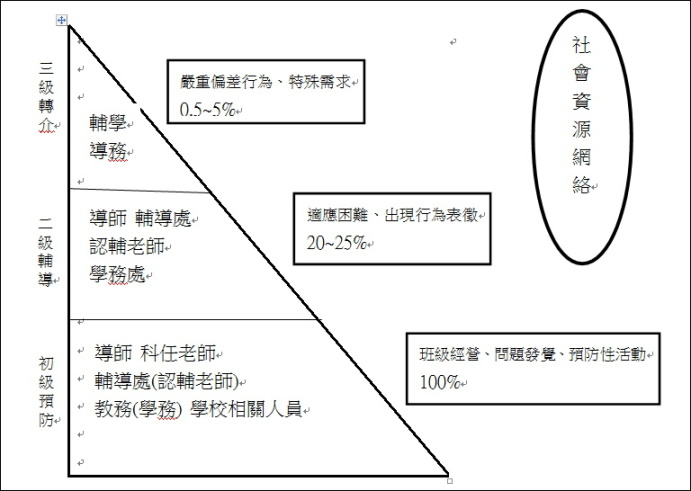 三級轉介
輔學
導務
嚴重偏差行為、特殊需求
0.5~5%
社會資源網絡
二級輔導
導師 輔導處
認輔老師
學務處
適應困難、出現行為表徵
20~25%
初級預防
導師 科任老師
輔導處(認輔老師)
教務(學務) 學校相關人員
班級經營、問題發覺、預防性活動
100%